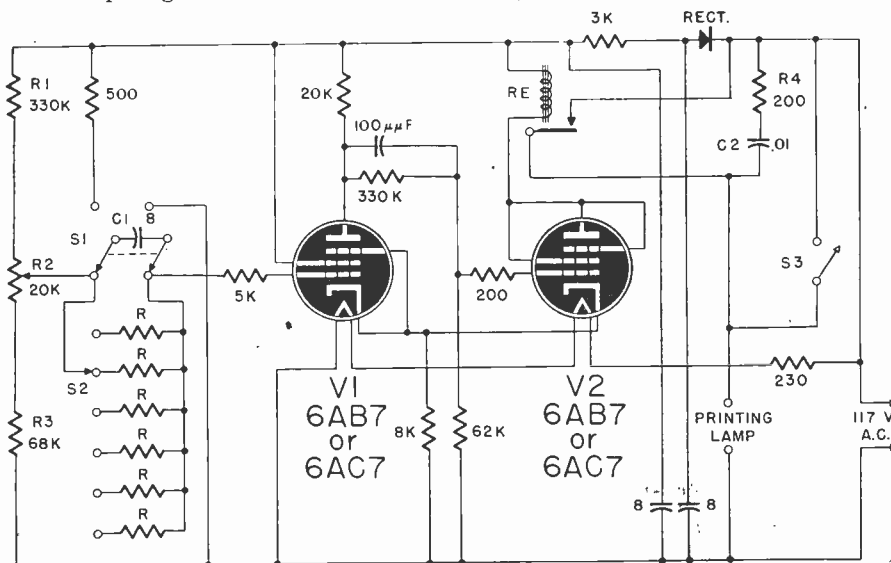 3K
RECT.
R1
330K
500
20K
RE
R4
200
100μμF
C2
.01
330K
C1
8
S1
R2
20K
5K
200
S3
R
R
S2
R
R
R
R
R3
68K
V1
6AB7
or
6AC7
8K
62K
V2
6AB7
or
6AC7
230
PRINTING
LAMP
117 V.
A.C.
8
8